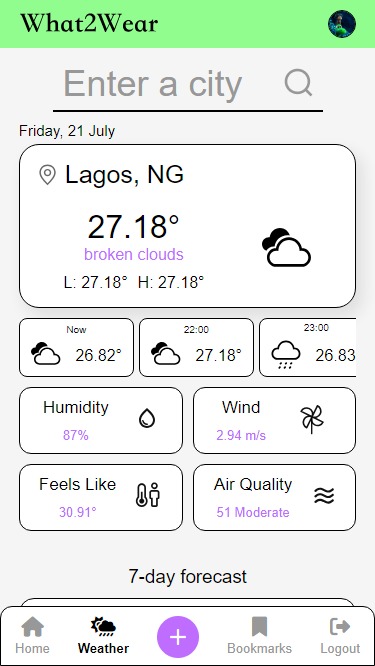 What2Wear
Enter a city
Friday, 21 July
Lagos, NG
27.18°
broken clouds
L: 27.18° H: 27.18°
Now
26.82°
22:00
27.18°
23:00
26.83
Humidity
87%
Wind
2.94 m/s
Feels Like
30.91°
Air Quality
51 Moderate
7-day forecast
Home
Weather
+
Bookmarks
Logout